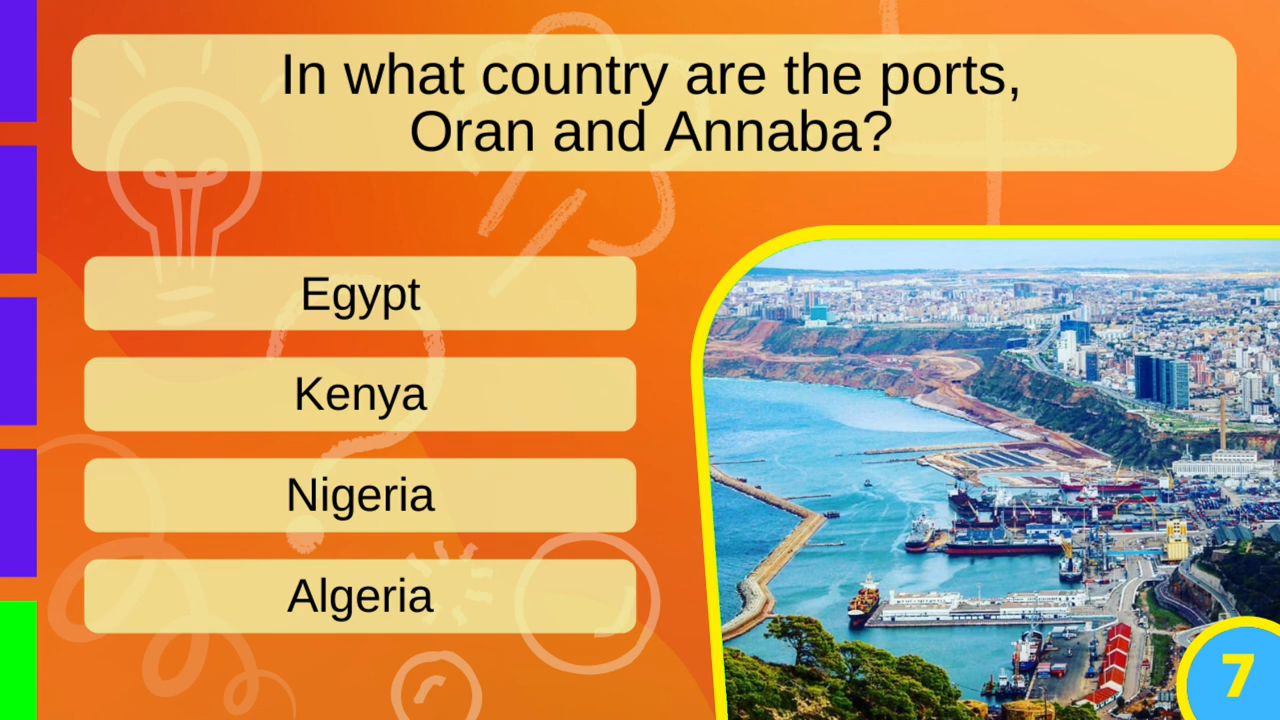 In what country are the ports,
Oran and Annaba?
Egypt
Kenya
Nigeria
Algeria
7